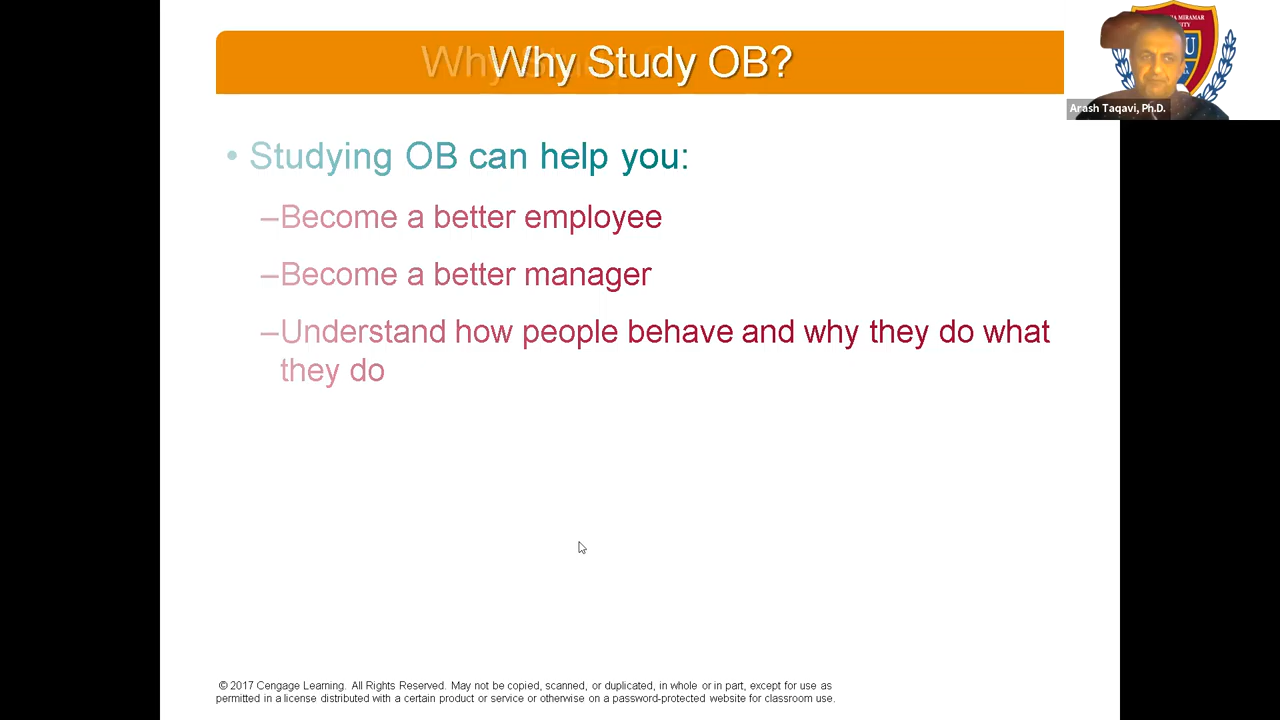 Why Study OB?
• Studying OB can help you:
–Become a better employee
–Become a better manager
–Understand how people behave and why they do what
they do
Arash Taqavi, Ph.D.
© 2017 Cengage Learning. All Rights Reserved. May not be copied, scanned, or duplicated, in whole or in part, except for use as
permitted in a license distributed with a certain product or service or otherwise on a password-protected website for classroom use.